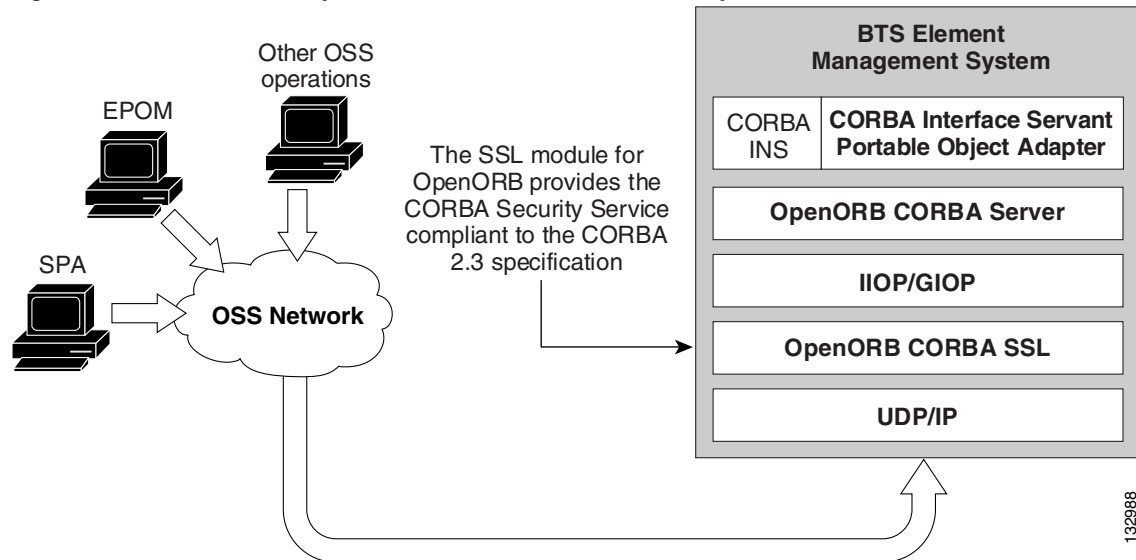 Other OSS
operations
EPOM
SPA
OSS Network
The SSL module for
OpenORB provides the
CORBA Security Service
compliant to the CORBA
2.3 specification
BTS Element
Management System
CORBA
INS
CORBA Interface Servant
Portable Object Adapter
OpenORB CORBA Server
IIOP/GIOP
OpenORB CORBA SSL
UDP/IP
132988